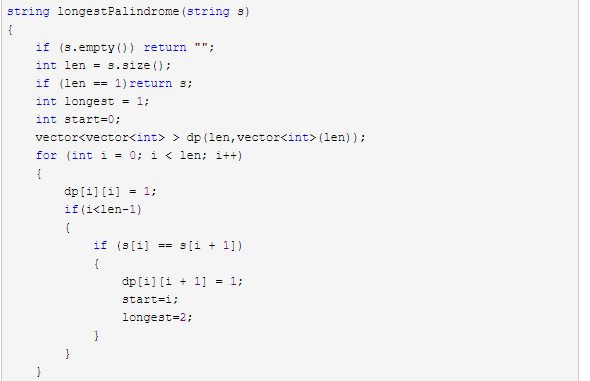 string longestPalindrome(string s)
{
    if (s.empty()) return "";
    int len = s.size();
    if (len == 1)return s;
    int longest = 1;
    int start=0;
    vector<vector<int> > dp(len,vector<int>(len));
    for (int i = 0; i < len; i++)
    {
        dp[i][i] = 1;
        if(i<len-1)
        {
            if (s[i] == s[i + 1])
            {
                dp[i][i + 1] = 1;
                start=i;
                longest=2;
            }
        }
    }